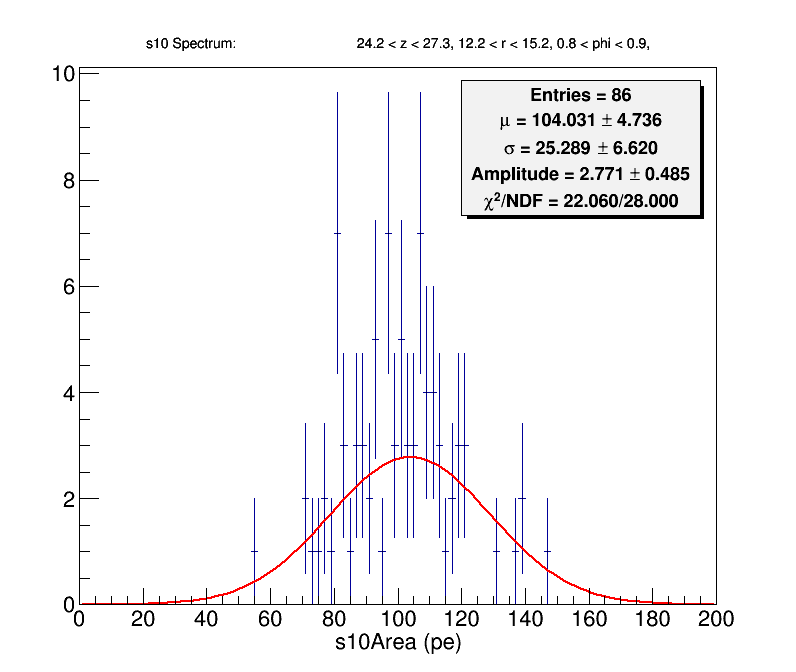 s10 Spectrum: 24.2 < z < 27.3, 12.2 < r < 15.2, 0.8 < phi < 0.9,
Entries = 86
μ = 104.031 ± 4.736
σ = 25.289 ± 6.620
Amplitude = 2.771 ± 0.485
χ²/NDF = 22.060/28.000
10
8
6
4
2
0
0 20 40 60 80 100 120 140 160 180 200
s10Area (pe)